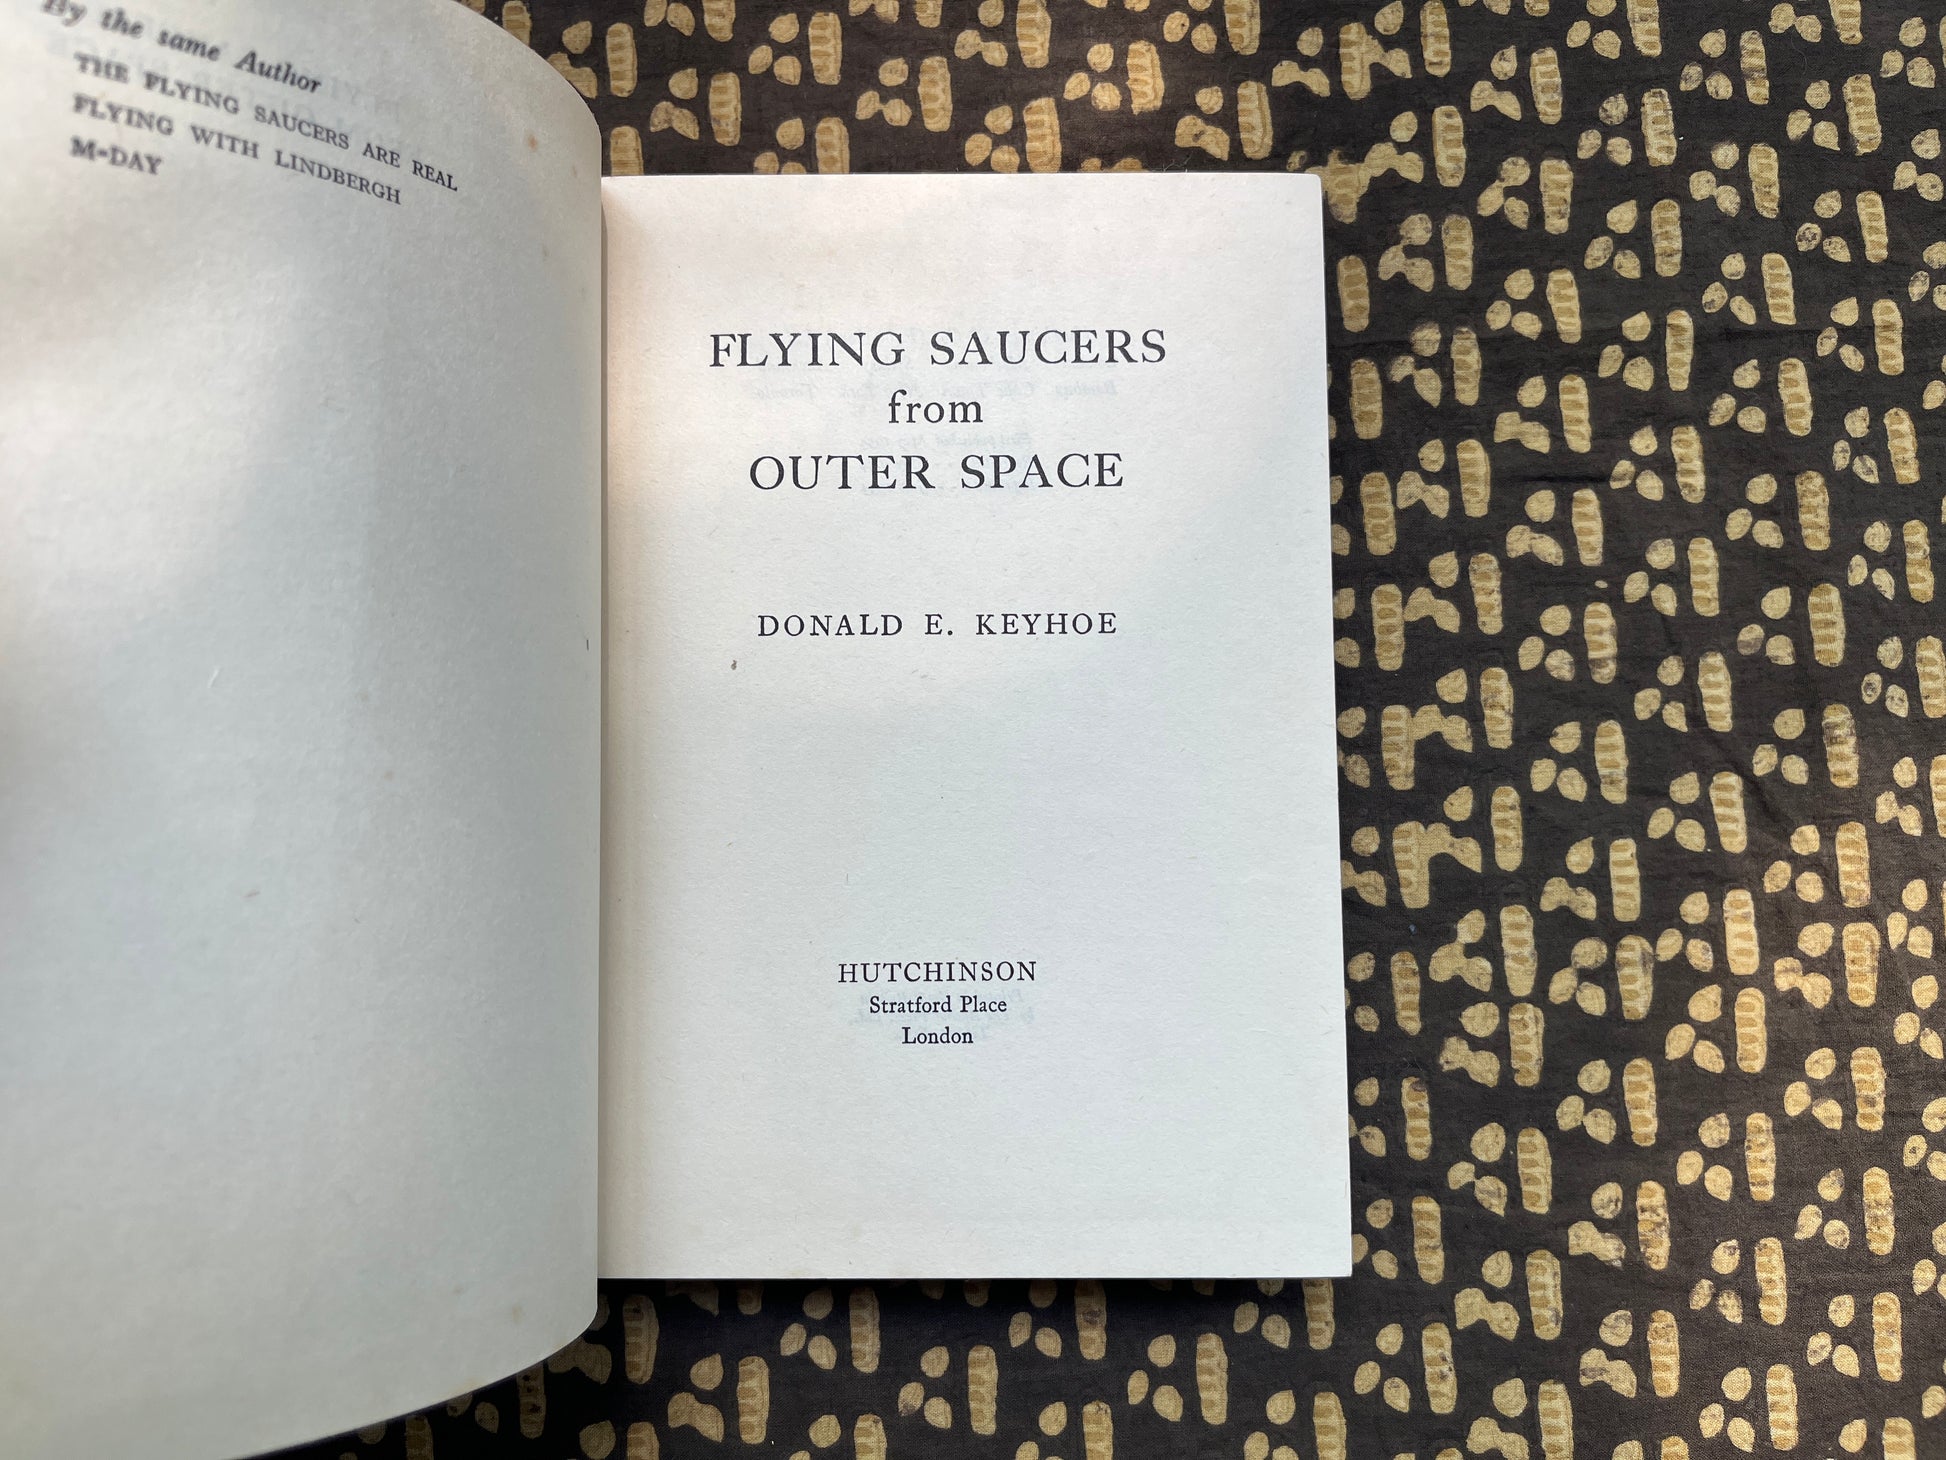 By the same Author
THE FLYING SAUCERS ARE REAL
FLYING WITH LINDBERGH
M-DAY
FLYING SAUCERS
from
OUTER SPACE
DONALD E. KEYHOE
HUTCHINSON
Stratford Place
London